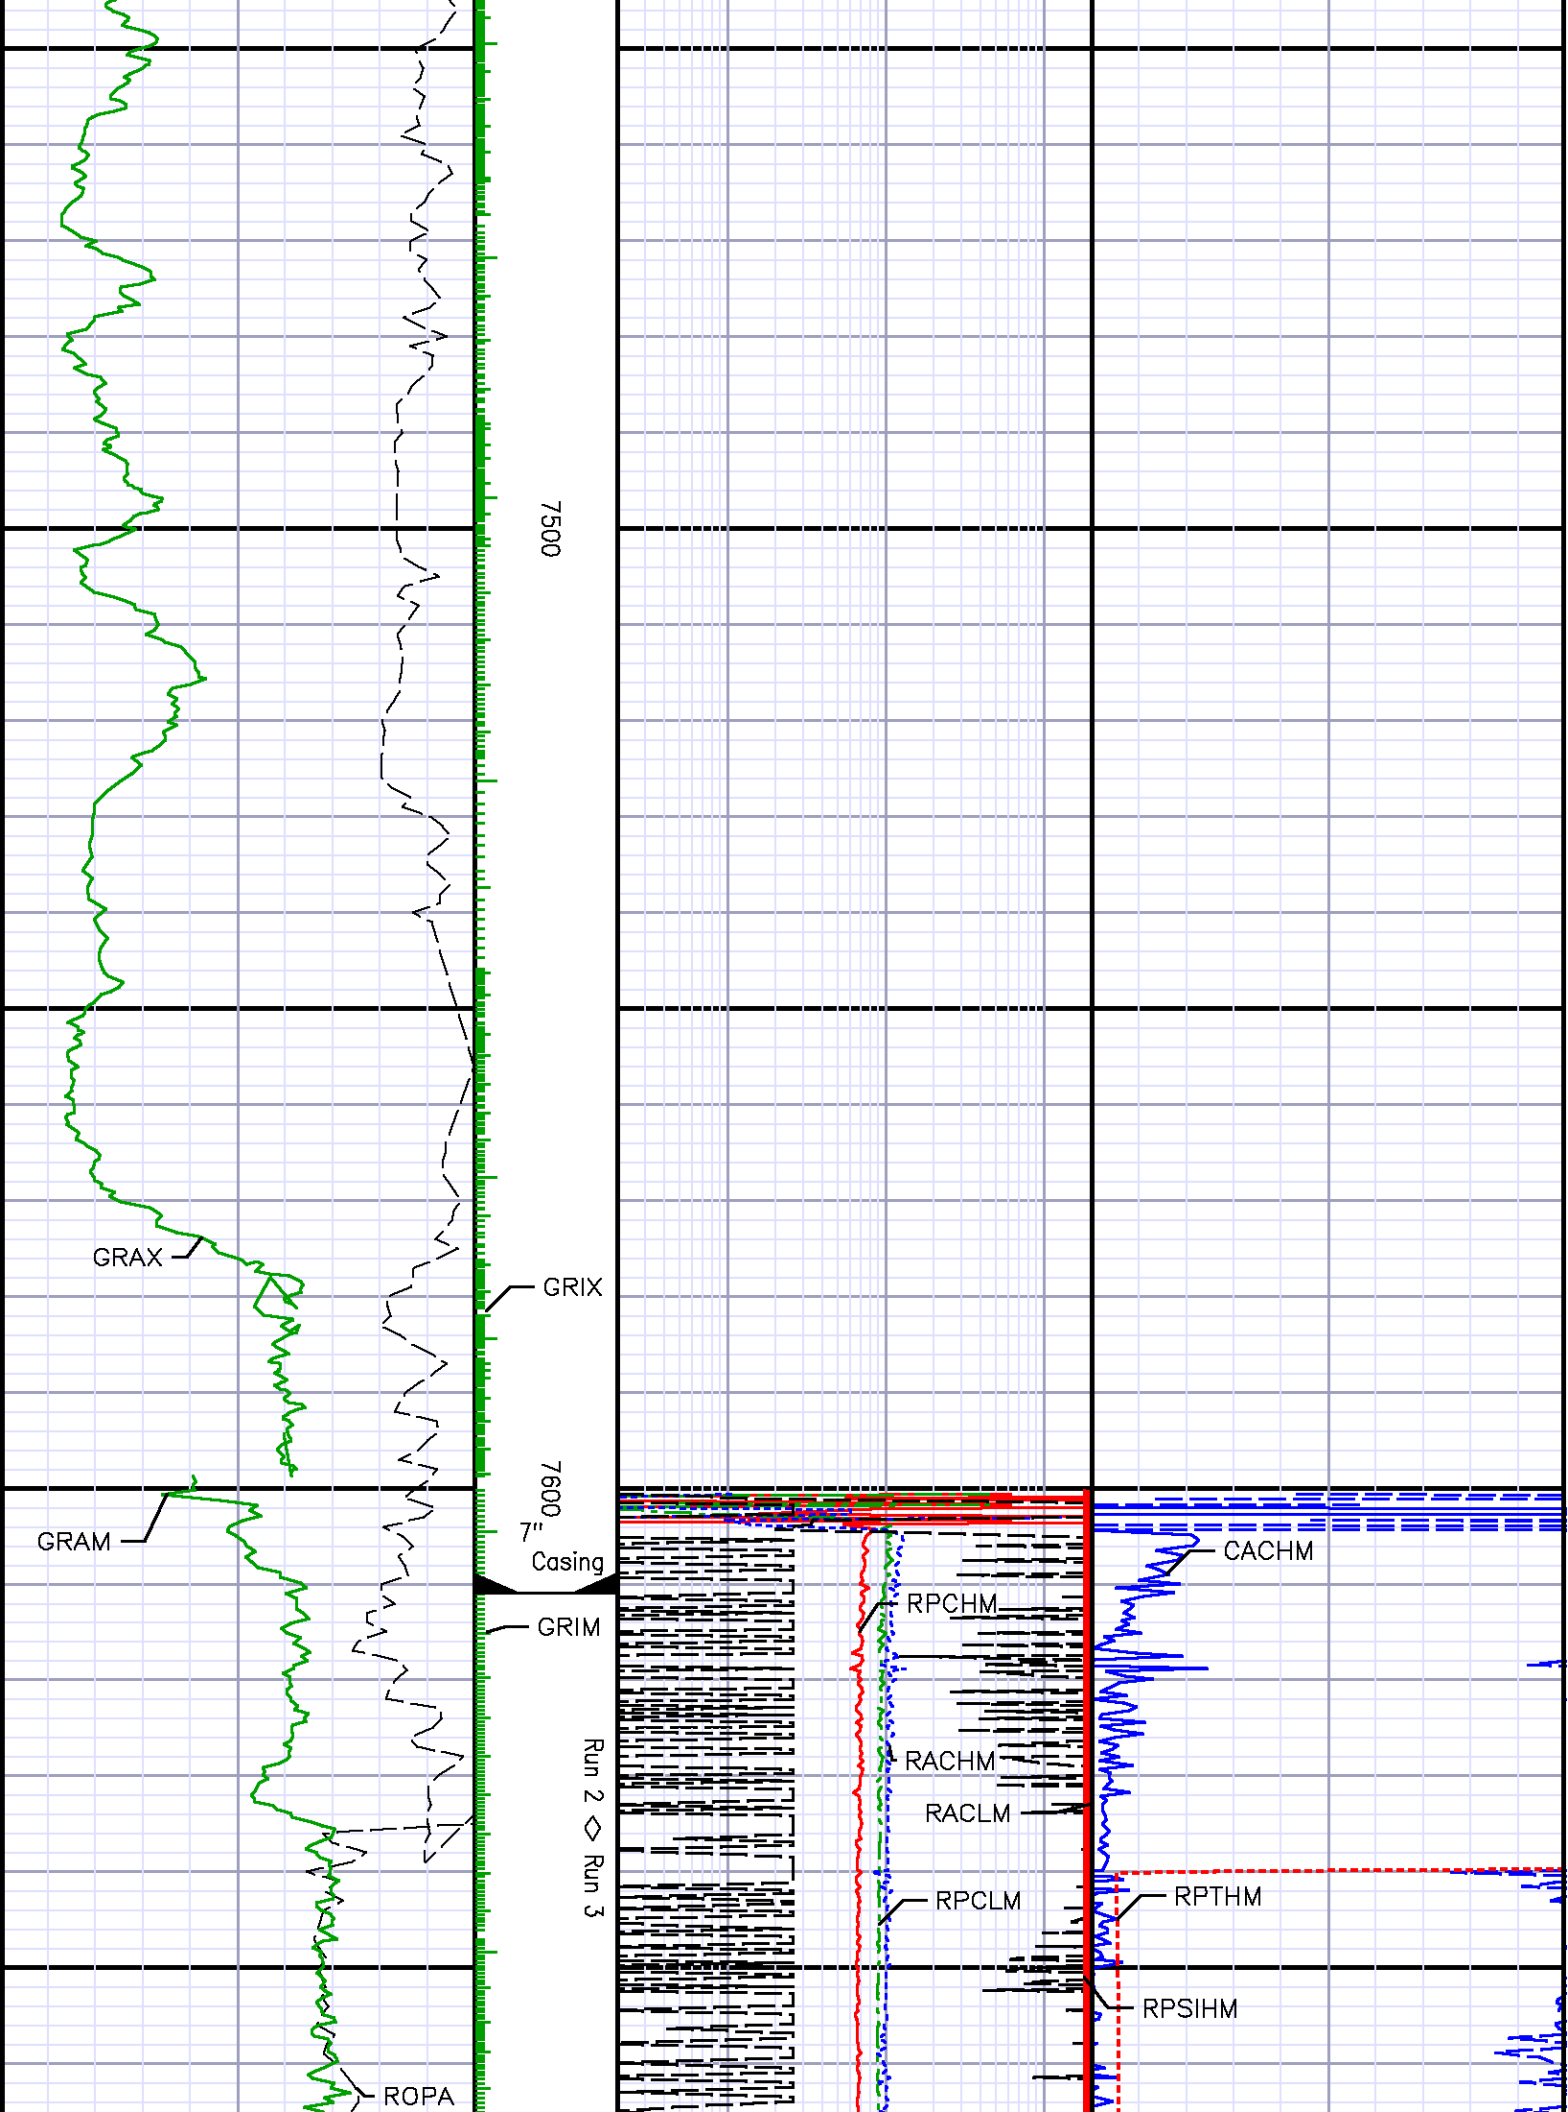 7500
GRAX
GRIX
7600
GRAM
7"
Casing
CACHM
RPCHM
GRIM
Run 2 ◇ Run 3
RACHM
RACLM
RPCLM
RPTHM
RPSIHM
ROPA